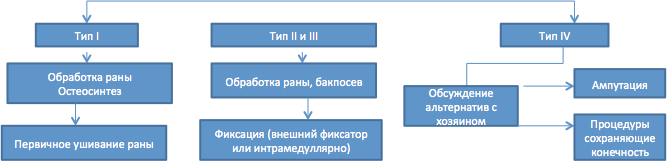 Тип I
Тип II и III
Тип IV
Обработка раны
Остеосинтез
Обработка раны, бакпосев
Обсуждение
альтернатив с
хозяином
Ампутация
Первичное ушивание раны
Фиксация (внешний фиксатор
или интрамедуллярно)
Процедуры
сохраняющие
конечность